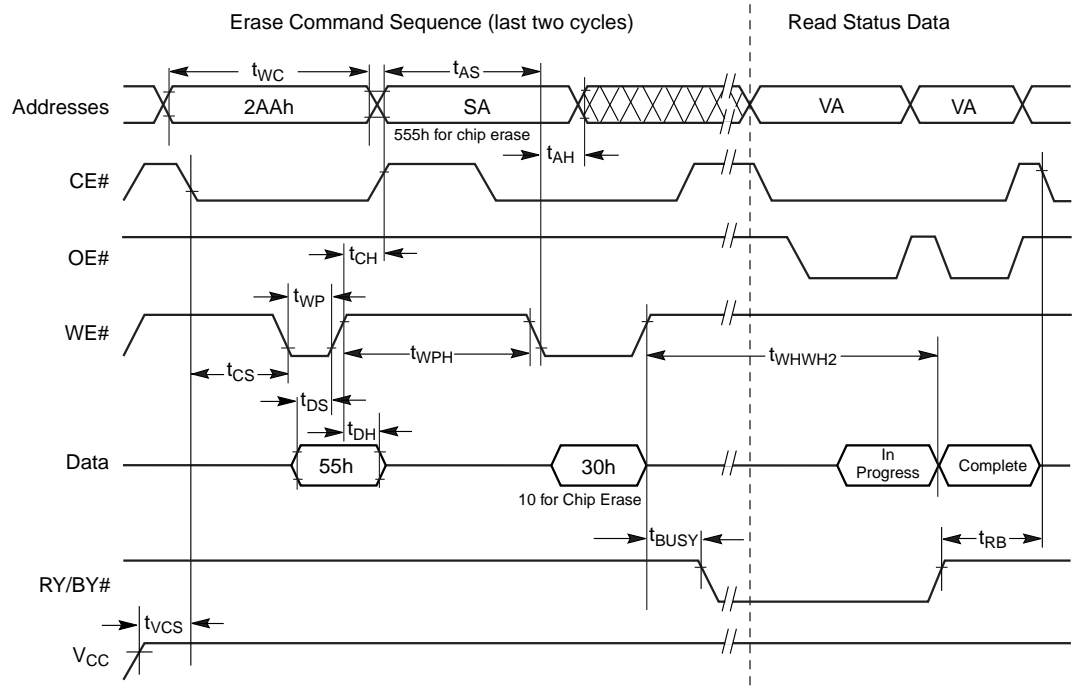 Erase Command Sequence (last two cycles)
Read Status Data
tWC
tAS
Addresses
2AAh
SA
VA
VA
555h for chip erase
tAH
CE#
OE#
tCH
tWP
WE#
tWPH
tWHWH2
tCS
tDS
tDH
Data
55h
30h
In
Progress
Complete
10 for Chip Erase
tBUSY
tRB
RY/BY#
tVCS
VCC